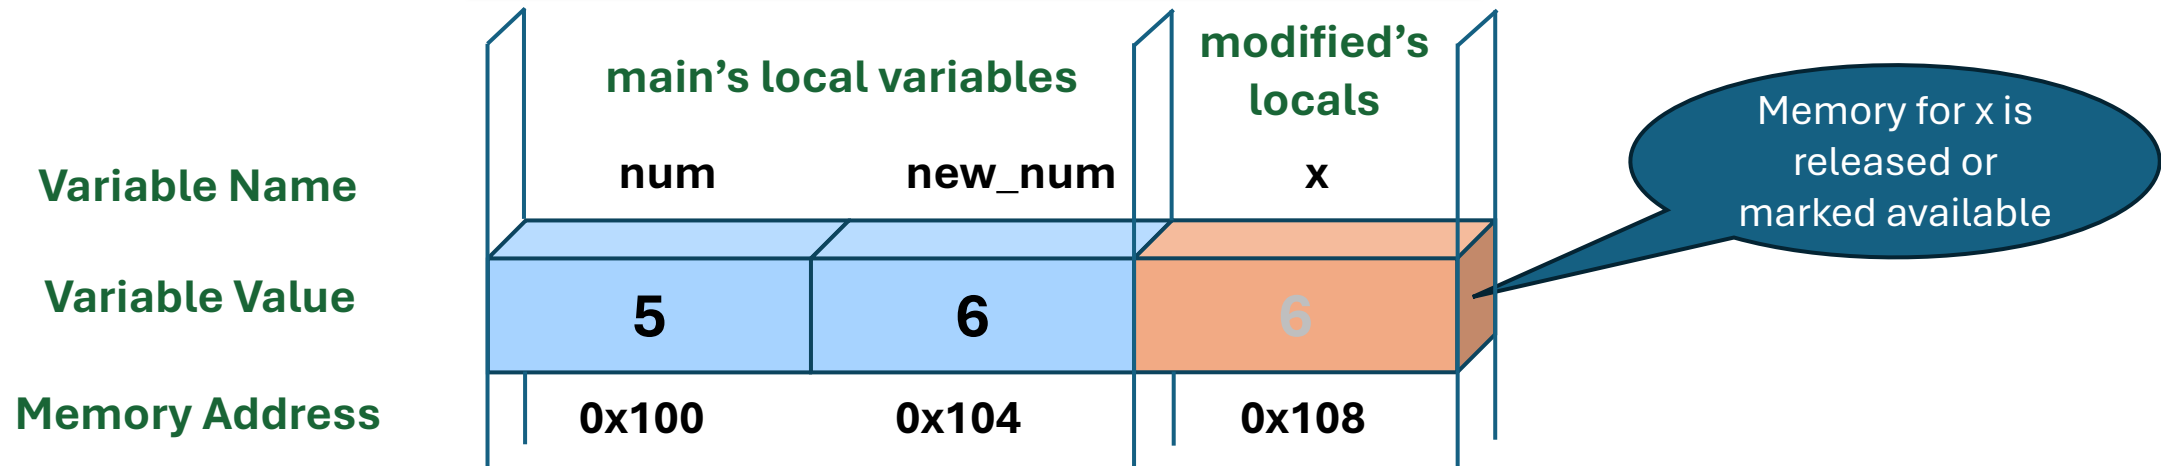 main’s local variables
modified’s
locals
Variable Name
num
new_num
x
Variable Value
5
6
6
Memory Address
0x100
0x104
0x108
Memory for x is
released or
marked available